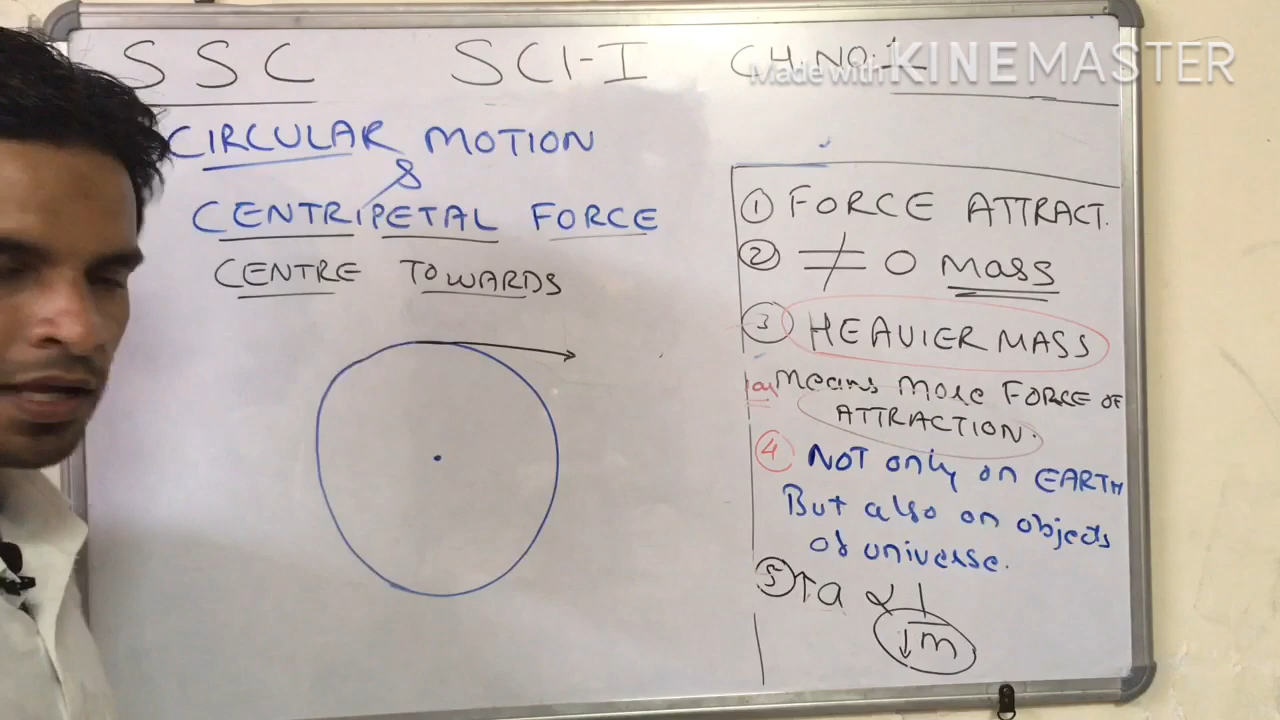 SSC SCI-I CH.NO:1
Made with KINEMASTER
CIRCULAR MOTION
&
CENTRIPETAL FORCE
CENTRE TOWARDS
① FORCE ATTRACT.
② ≠ 0 Mass
③ HEAVIER MASS
Means More FORCE OF
ATTRACTION.
④ NOT only on EARTH
But also on objects
of universe.
⑤ ↑a ∝ 1
↓m